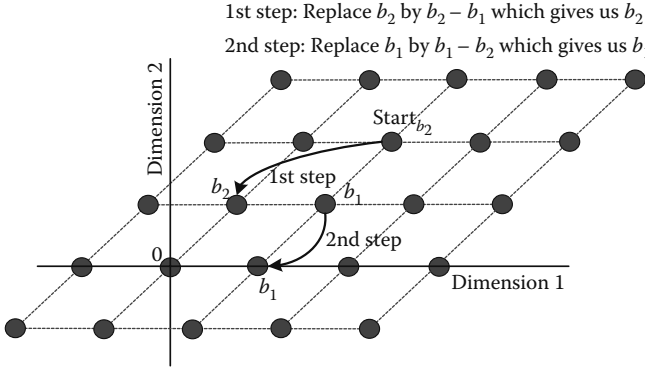 1st step: Replace b₂ by b₂ – b₁ which gives us b₂
2nd step: Replace b₁ by b₁ – b₂ which gives us b
Dimension 2
Start b₂
1st step
b₂
b₁
2nd step
0
b₁
Dimension 1